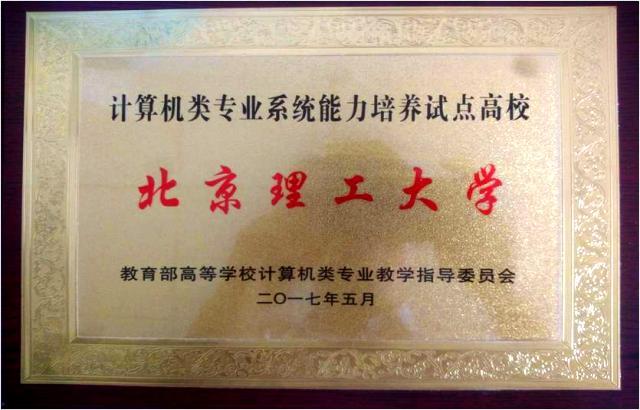 计算机类专业系统能力培养试点高校
北京理工大学
教育部高等学校计算机类专业教学指导委员会
二〇一七年五月